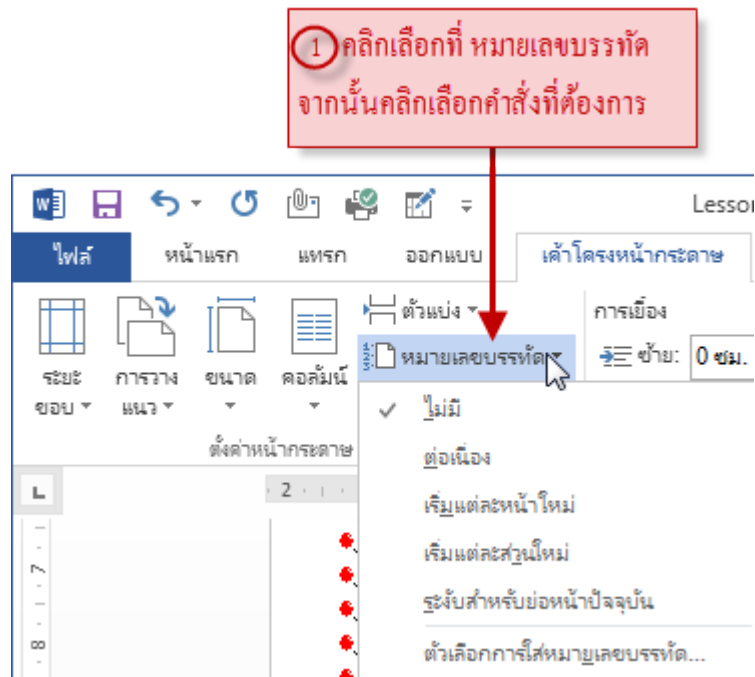 1 คลิกเลือกที่ หมายเลขบรรทัด
จากนั้นคลิกเลือกคำสั่งที่ต้องการ
Lesson
ไฟล์ หน้าแรก แทรก ออกแบบ เค้าโครงหน้ากระดาษ
ตัวแบ่ง การเยื้อง
หมายเลขบรรทัด ซ้าย: 0 ซม.
ระยะ การวาง ขนาด คอลัมน์
ขอบ แนว
ไม่มี
ตั้งค่าหน้ากระดาษ
ต่อเนื่อง
2
เริ่มแต่ละหน้าใหม่
เริ่มแต่ละส่วนใหม่
7
ระงับสำหรับย่อหน้าปัจจุบัน
8
ตัวเลือกการใส่หมายเลขบรรทัด...